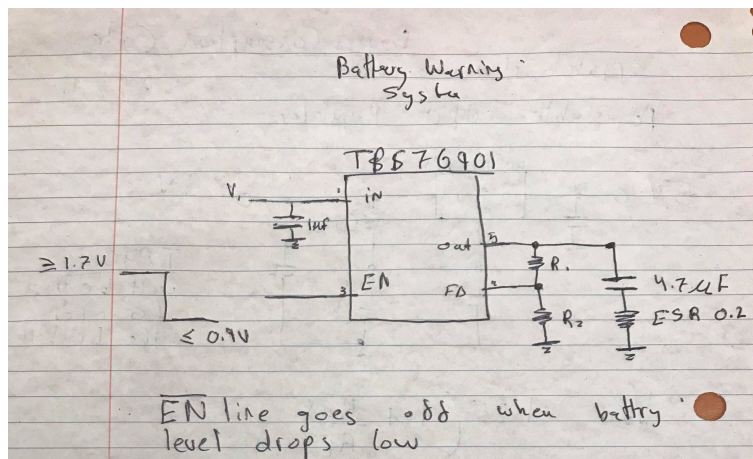 Battery Warning
System
TPS76901
V₁
1
iN
1uf
≥ 1.7V
out
5
R₁
3
EN
FB
4
4.7uF
≤ 0.9V
R₂
ESR 0.2
EN line goes off when battry
level drops low